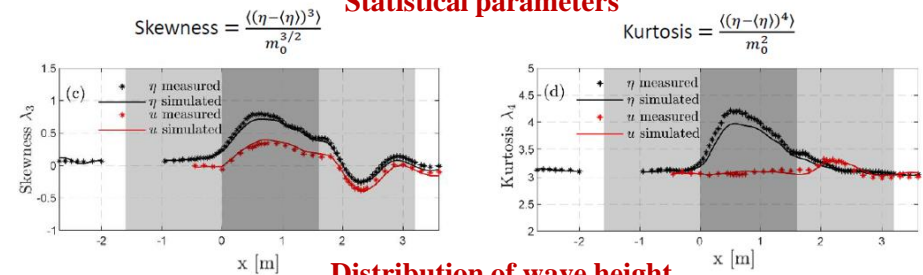 Statistical parameters
Skewness = ⟨(η−⟨η⟩)³⟩ / m₀^{3/2}
Kurtosis = ⟨(η−⟨η⟩)⁴⟩ / m₀²
(c)
η measured
η simulated
u measured
u simulated
Skewness λ₃
1.5
1
0.5
0
-0.5
-1
-2
-1
0
1
2
3
x [m]
(d)
η measured
η simulated
u measured
u simulated
Kurtosis λ₄
5
4.5
4
3.5
3
2.5
2
-2
-1
0
1
2
3
x [m]
Distribution of wave height